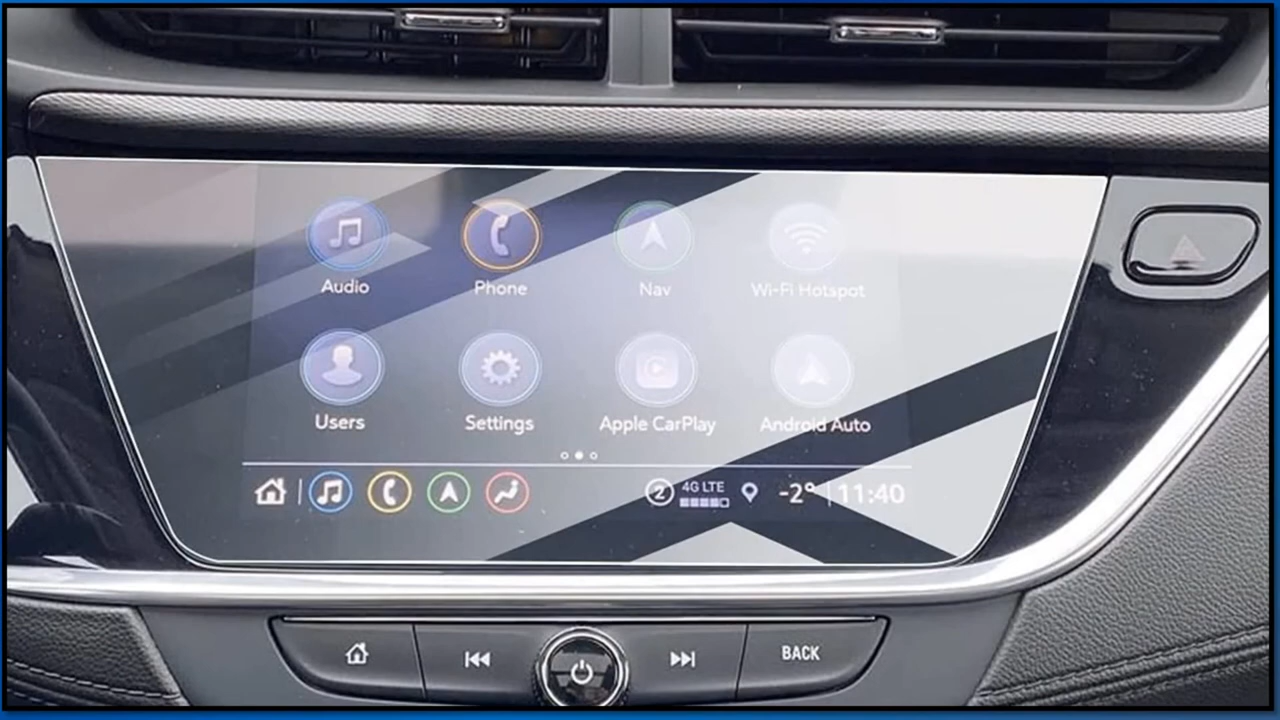 Audio Phone Nav Wi-Fi Hotspot
Users Settings Apple CarPlay Android Auto
2 4G LTE -2° 11:40
BACK